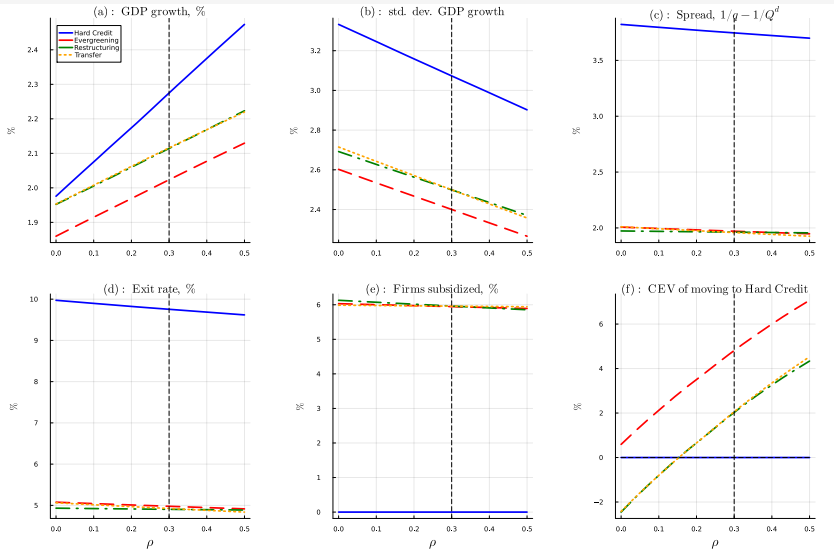 (a): GDP growth, %
(b): std. dev. GDP growth
(c): Spread, 1/q − 1/Q^d
Hard Credit
Evergreening
Restructuring
Transfer
%
2.4
2.3
2.2
2.1
2.0
1.9
0.0 0.1 0.2 0.3 0.4 0.5
%
3.2
3.0
2.8
2.6
2.4
0.0 0.1 0.2 0.3 0.4 0.5
%
3.5
3.0
2.5
2.0
0.0 0.1 0.2 0.3 0.4 0.5
(d): Exit rate, %
(e): Firms subsidized, %
(f): CEV of moving to Hard Credit
%
10
9
8
7
6
5
0.0 0.1 0.2 0.3 0.4 0.5
ρ
%
6
5
4
3
2
1
0
0.0 0.1 0.2 0.3 0.4 0.5
ρ
%
6
4
2
0
−2
0.0 0.1 0.2 0.3 0.4 0.5
ρ